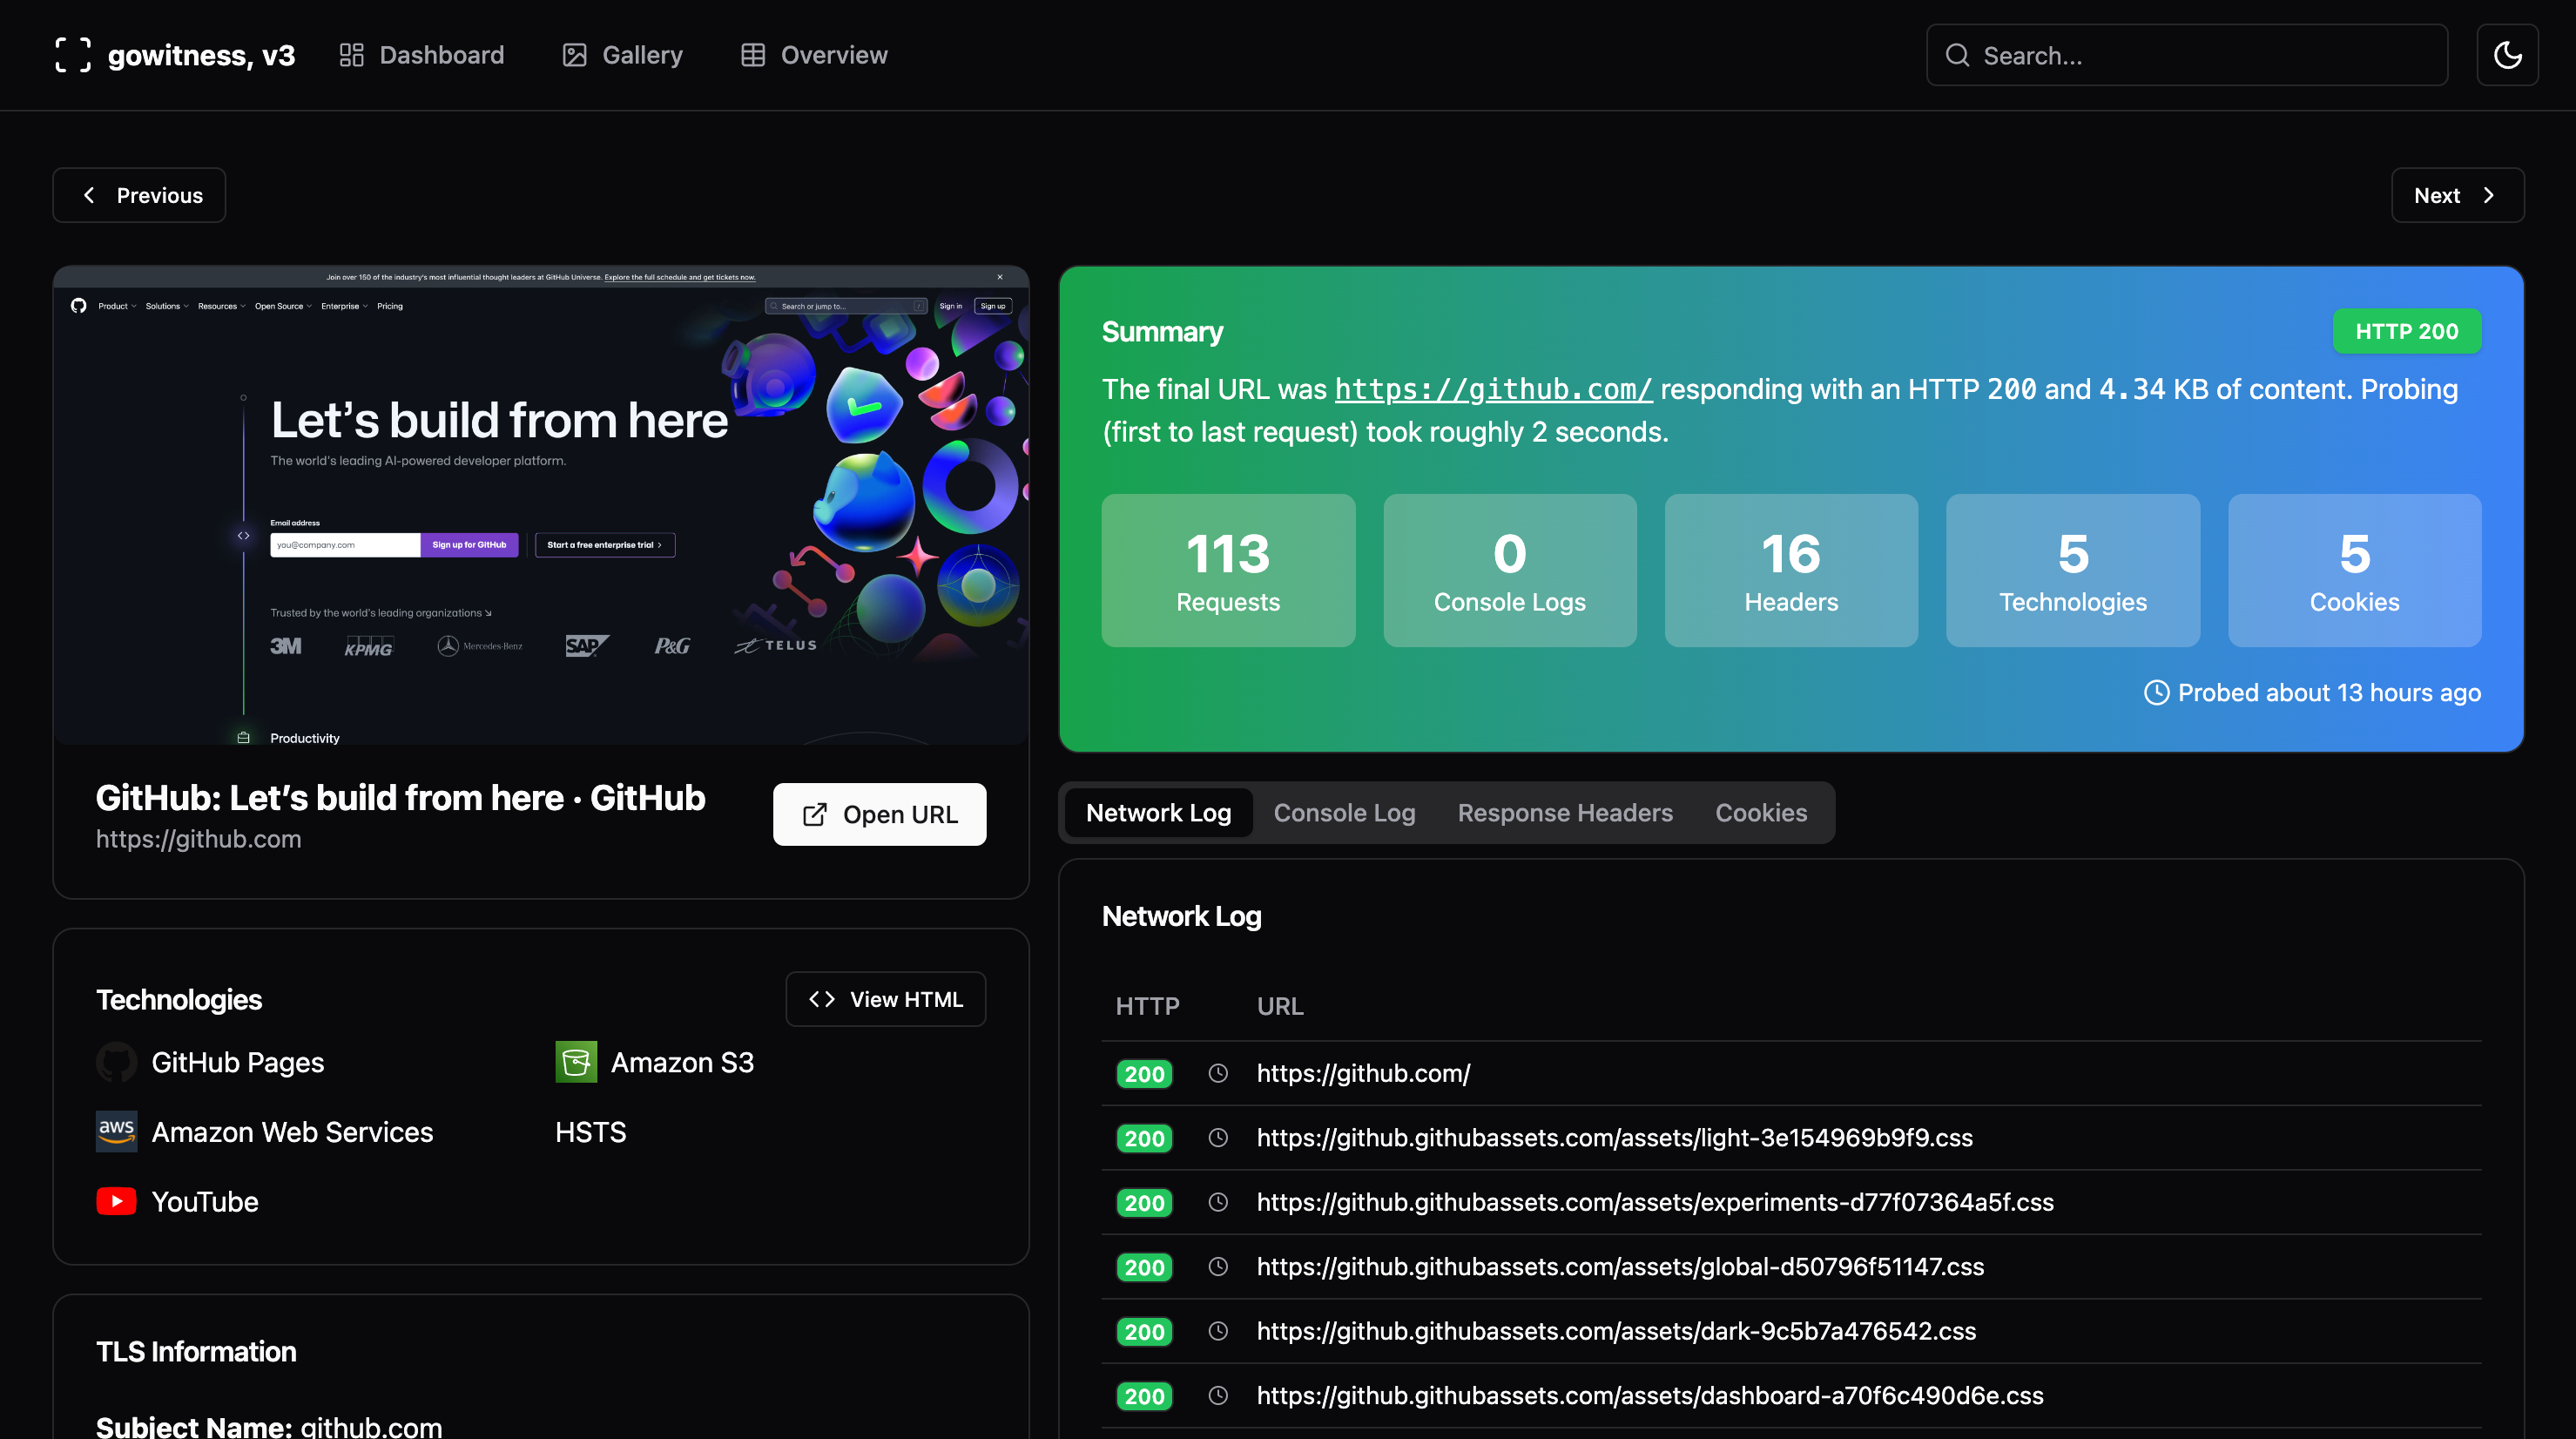 gowitness, v3
Dashboard
Gallery
Overview
Search...
Previous
Next
Join over 150 of the industry's most influential thought leaders at GitHub Universe. Explore the full schedule and get tickets now.
Product
Solutions
Resources
Open Source
Enterprise
Pricing
Search or jump to...
/
Sign in
Sign up
Let's build from here
The world's leading AI-powered developer platform.
Email address
you@company.com
Sign up for GitHub
Start a free enterprise trial
Trusted by the world's leading organizations
3M
KPMG
Mercedes-Benz
SAP
P&G
TELUS
Productivity
GitHub: Let's build from here · GitHub
https://github.com
Open URL
Technologies
View HTML
GitHub Pages
Amazon S3
aws
Amazon Web Services
HSTS
YouTube
TLS Information
Subject Name: github.com
Summary
HTTP 200
The final URL was https://github.com/ responding with an HTTP 200 and 4.34 KB of content. Probing
(first to last request) took roughly 2 seconds.
113
Requests
0
Console Logs
16
Headers
5
Technologies
5
Cookies
Probed about 13 hours ago
Network Log
Console Log
Response Headers
Cookies
Network Log
HTTP URL
200 https://github.com/
200 https://github.githubassets.com/assets/light-3e154969b9f9.css
200 https://github.githubassets.com/assets/experiments-d77f07364a5f.css
200 https://github.githubassets.com/assets/global-d50796f51147.css
200 https://github.githubassets.com/assets/dark-9c5b7a476542.css
200 https://github.githubassets.com/assets/dashboard-a70f6c490d6e.css